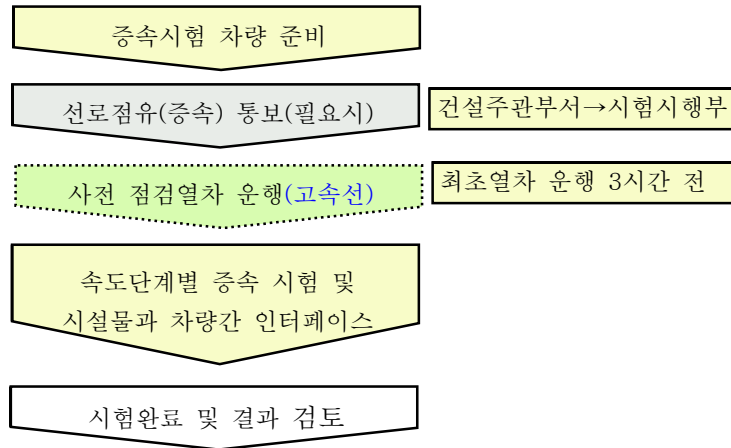 증속시험 차량 준비
선로점유(증속) 통보(필요시)
건설주관부서→시험시행부
사전 점검열차 운행(고속선)
최초열차 운행 3시간 전
속도단계별 증속 시험 및
시설물과 차량간 인터페이스
시험완료 및 결과 검토